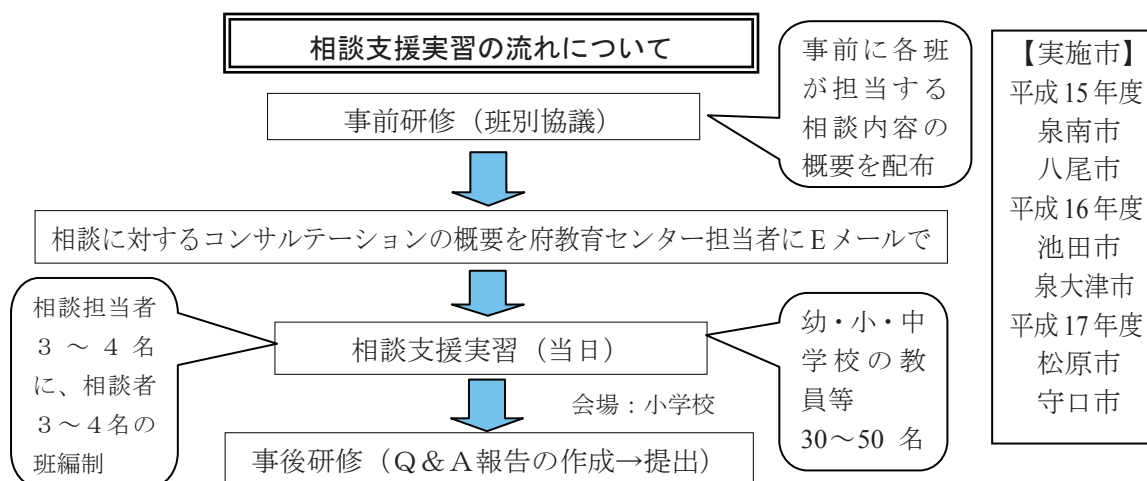 相談支援実習の流れについて
事前研修（班別協議）
事前に各班
が担当する
相談内容の
概要を配布
相談に対するコンサルテーションの概要を府教育センター担当者にEメールで
相談担当者
３～４名
に、相談者
３～４名の
班編制
相談支援実習（当日）
幼・小・中
学校の教
員等
30～50 名
会場：小学校
事後研修（Ｑ＆Ａ報告の作成→提出）
【実施市】
平成15年度
泉南市
八尾市
平成16年度
池田市
泉大津市
平成17年度
松原市
守口市